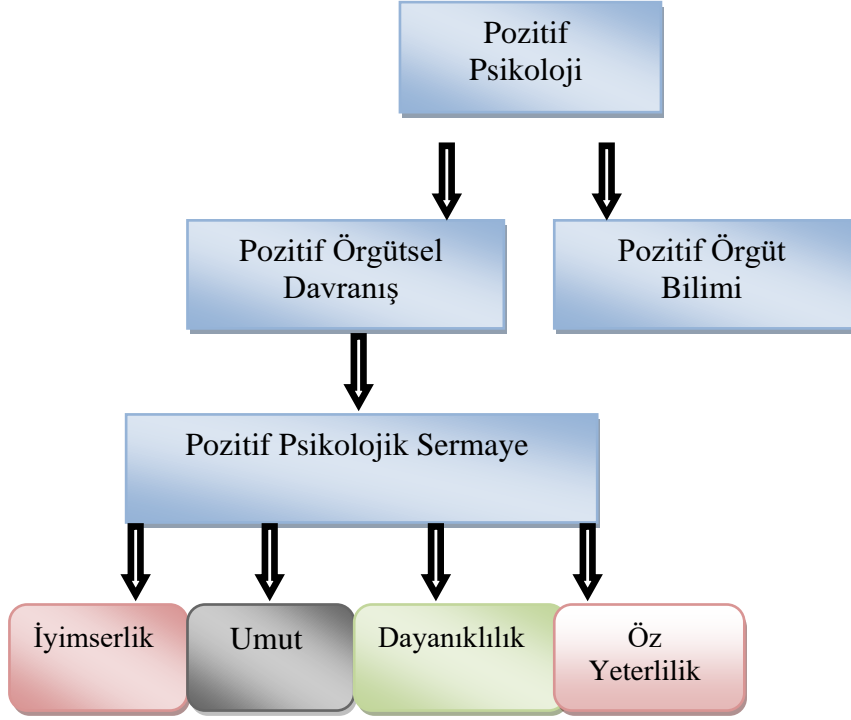 Pozitif
Psikoloji
Pozitif Örgütsel
Davranış
Pozitif Örgüt
Bilimi
Pozitif Psikolojik Sermaye
İyimserlik
Umut
Dayanıklılık
Öz
Yeterlilik